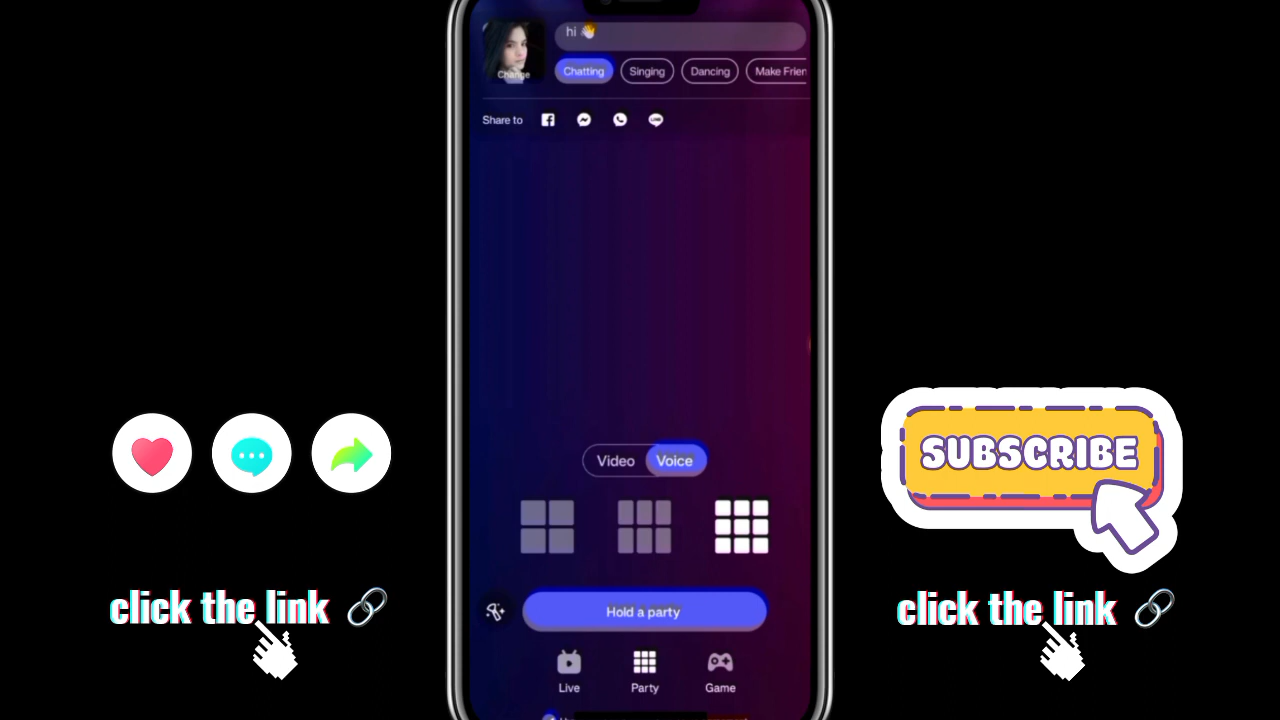 hi 👋
Change
Chatting
Singing
Dancing
Make Frien
Share to
LINE
Video
Voice
Hold a party
Live
Party
Game
SUBSCRIBE
click the link
click the link